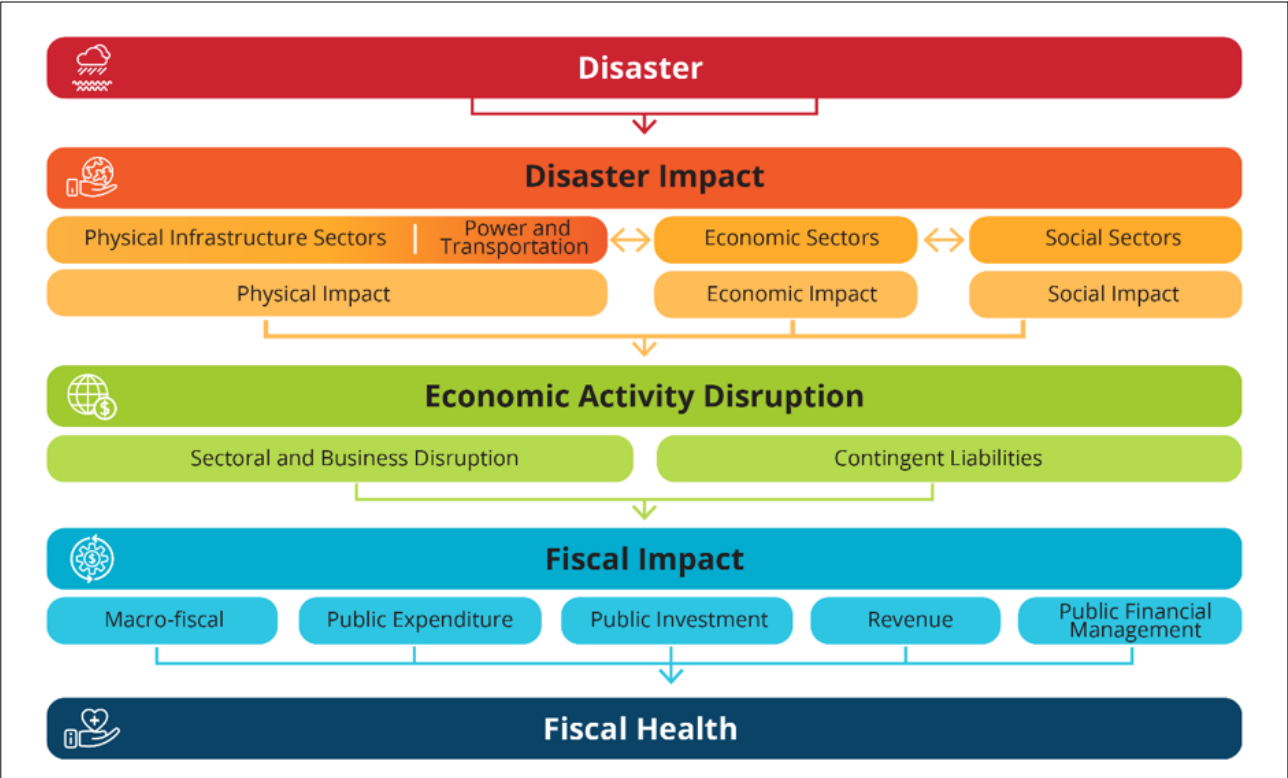 Disaster
Disaster Impact
Physical Infrastructure Sectors
Power and
Transportation
Economic Sectors
Social Sectors
Physical Impact
Economic Impact
Social Impact
Economic Activity Disruption
Sectoral and Business Disruption
Contingent Liabilities
Fiscal Impact
Macro-fiscal
Public Expenditure
Public Investment
Revenue
Public Financial
Management
Fiscal Health